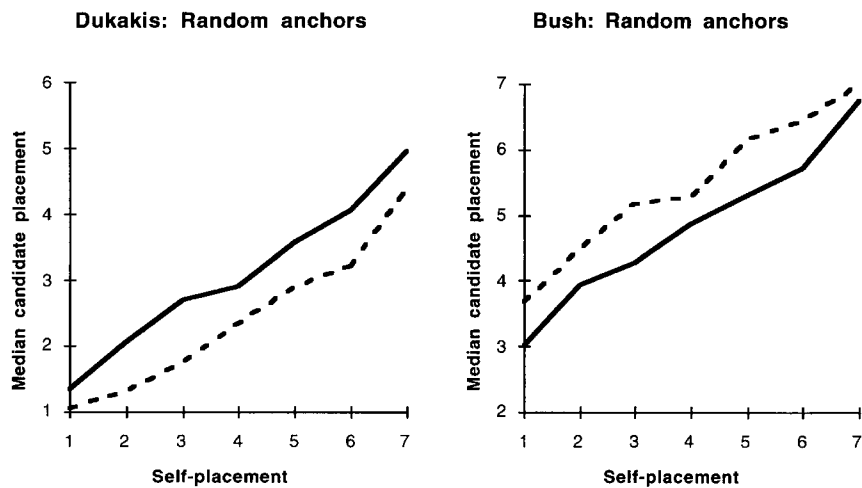 Dukakis: Random anchors
Median candidate placement
6
5
4
3
2
1
1 2 3 4 5 6 7
Self-placement
Bush: Random anchors
Median candidate placement
7
6
5
4
3
2
1 2 3 4 5 6 7
Self-placement